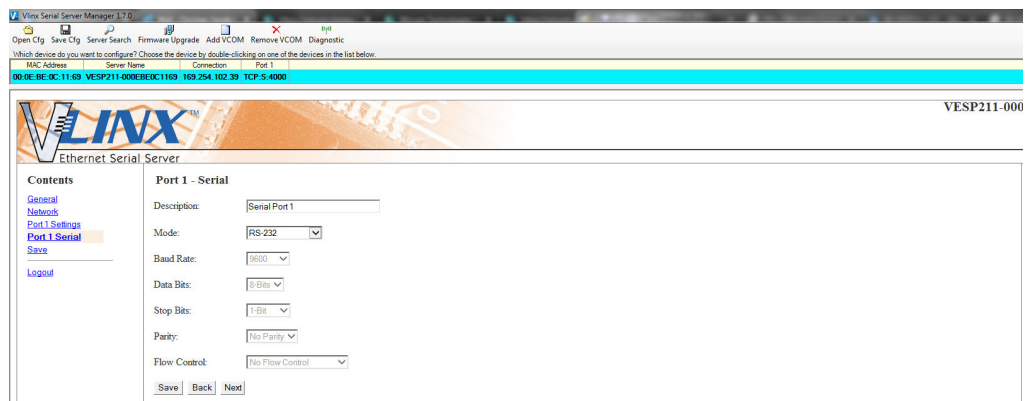 Vlinx Serial Server Manager 1.7.0
Open Cfg Save Cfg Server Search Firmware Upgrade Add VCOM Remove VCOM Diagnostic
Which device do you want to configure? Choose the device by double-clicking on one of the devices in the list below.
MAC Address Server Name Connection Port 1
00:0E:BE:0C:11:69 VESP211-000EBE0C1169 169.254.102.39 TCP:S:4000
VESP211-000
VLINX TM
Ethernet Serial Server
Contents
General
Network
Port 1 Settings
Port 1 Serial
Save
Logout
Port 1 - Serial
Description: Serial Port 1
Mode: RS-232
Baud Rate: 9600
Data Bits: 8-Bits
Stop Bits: 1-Bit
Parity: No Parity
Flow Control: No Flow Control
Save Back Next